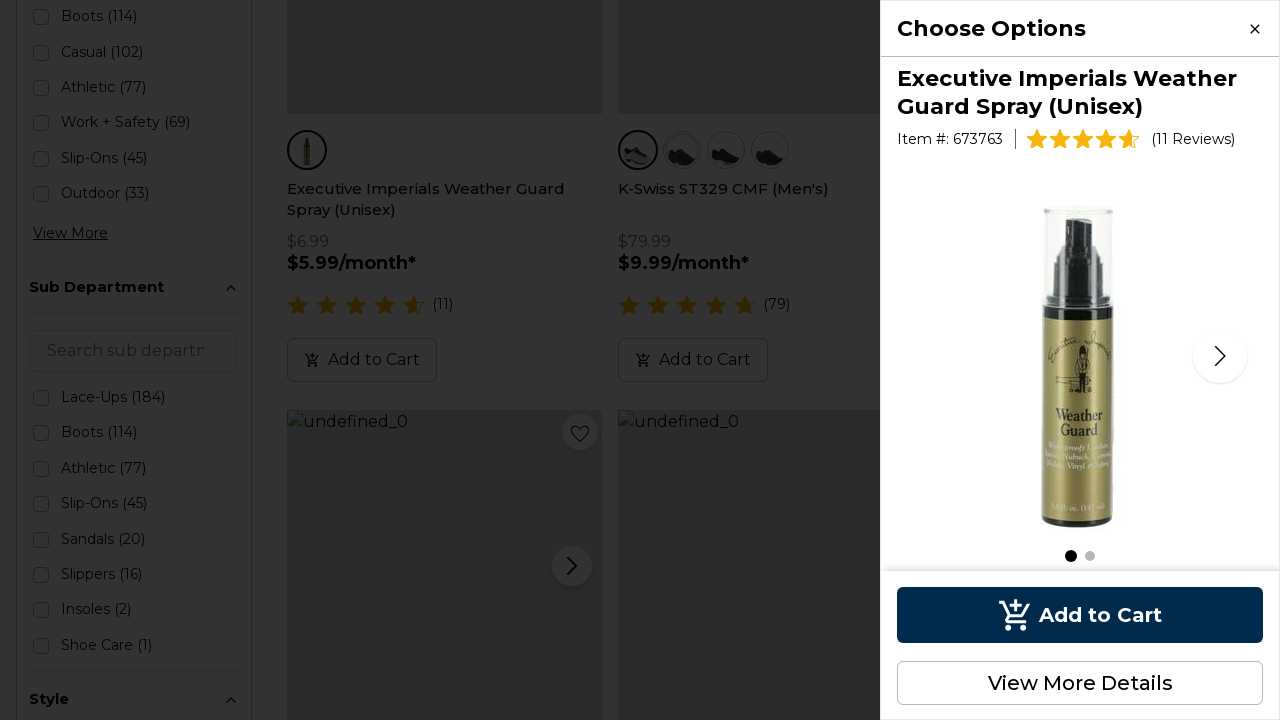 Boots (114)
Casual (102)
Athletic (77)
Work + Safety (69)
Slip-Ons (45)
Outdoor (33)
View More
Sub Department
Search sub departn
Lace-Ups (184)
Boots (114)
Athletic (77)
Slip-Ons (45)
Sandals (20)
Slippers (16)
Insoles (2)
Shoe Care (1)
Style
Executive Imperials Weather Guard
Spray (Unisex)
$6.99
$5.99/month*
(11)
Add to Cart
undefined_0
K-Swiss ST329 CMF (Men's)
$79.99
$9.99/month*
(79)
Add to Cart
undefined_0
Choose Options
Executive Imperials Weather
Guard Spray (Unisex)
Item #: 673763
(11 Reviews)
Executive Imperials
Weather
Guard
Add to Cart
View More Details